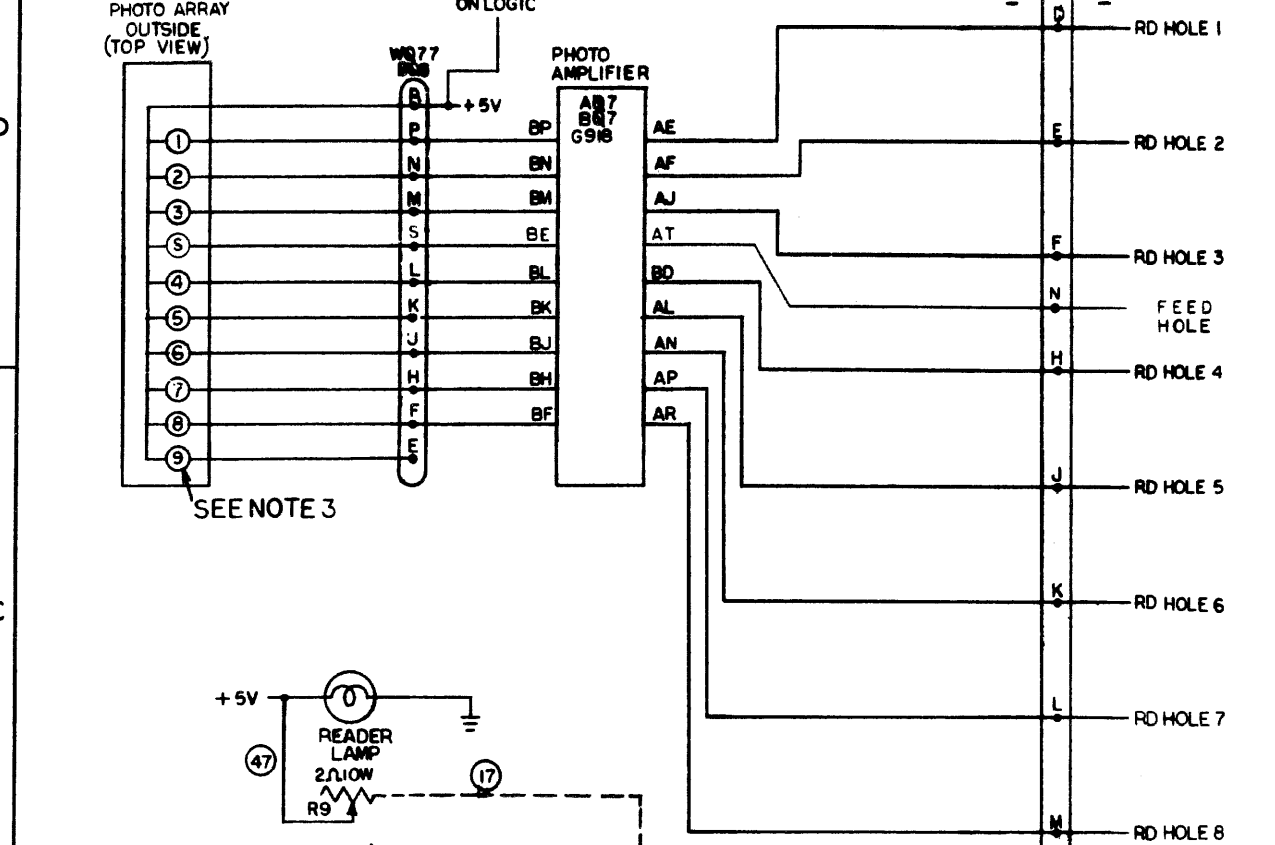 PHOTO ARRAY
OUTSIDE
(TOP VIEW)
ON LOGIC
W077
PHOTO
AMPLIFIER
B
+5V
G918
D
RD HOLE 1
1
P
BP
AE
E
RD HOLE 2
2
N
BN
AF
3
M
BM
AJ
F
RD HOLE 3
S
S
BE
AT
N
FEED
HOLE
4
L
BL
BD
H
RD HOLE 4
5
K
BK
AL
J
RD HOLE 5
6
J
BJ
AN
K
RD HOLE 6
7
H
BH
AP
L
RD HOLE 7
8
F
BF
AR
M
RD HOLE 8
9
E
SEE NOTE 3
+5V
READER
LAMP
47
2Ω10W
R9
17